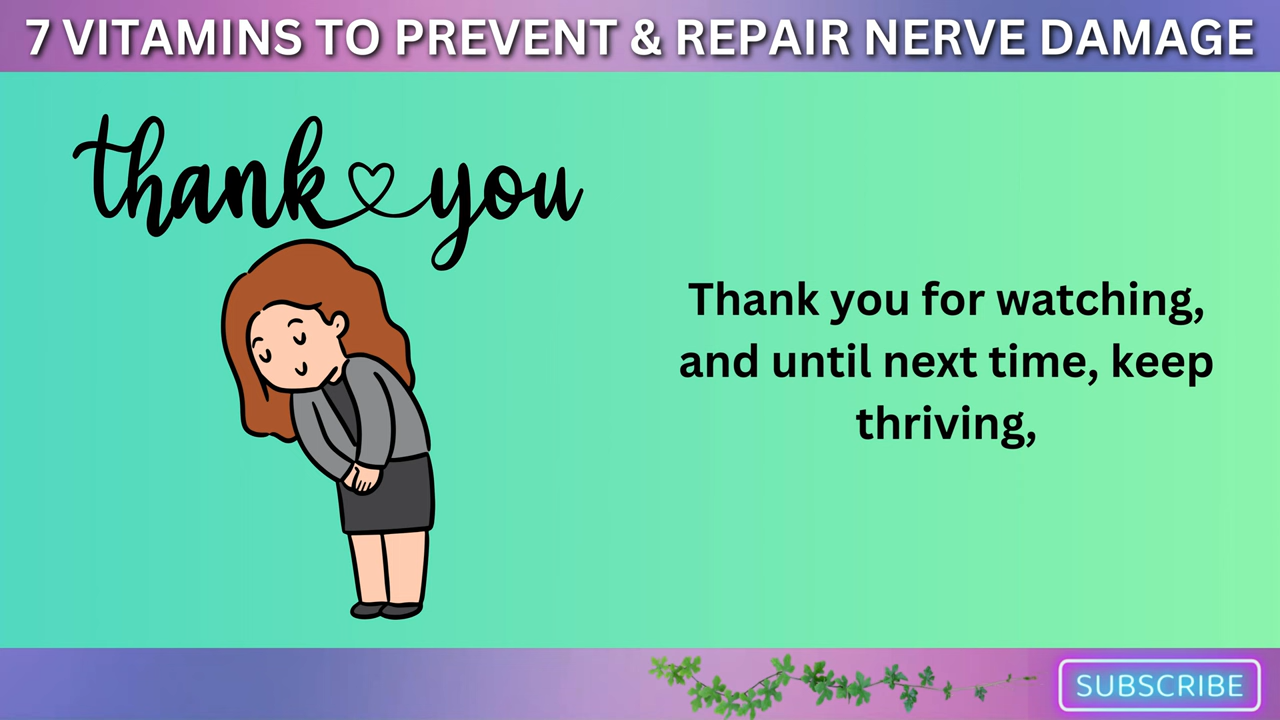 7 VITAMINS TO PREVENT & REPAIR NERVE DAMAGE
thank you
Thank you for watching,
and until next time, keep
thriving,
SUBSCRIBE